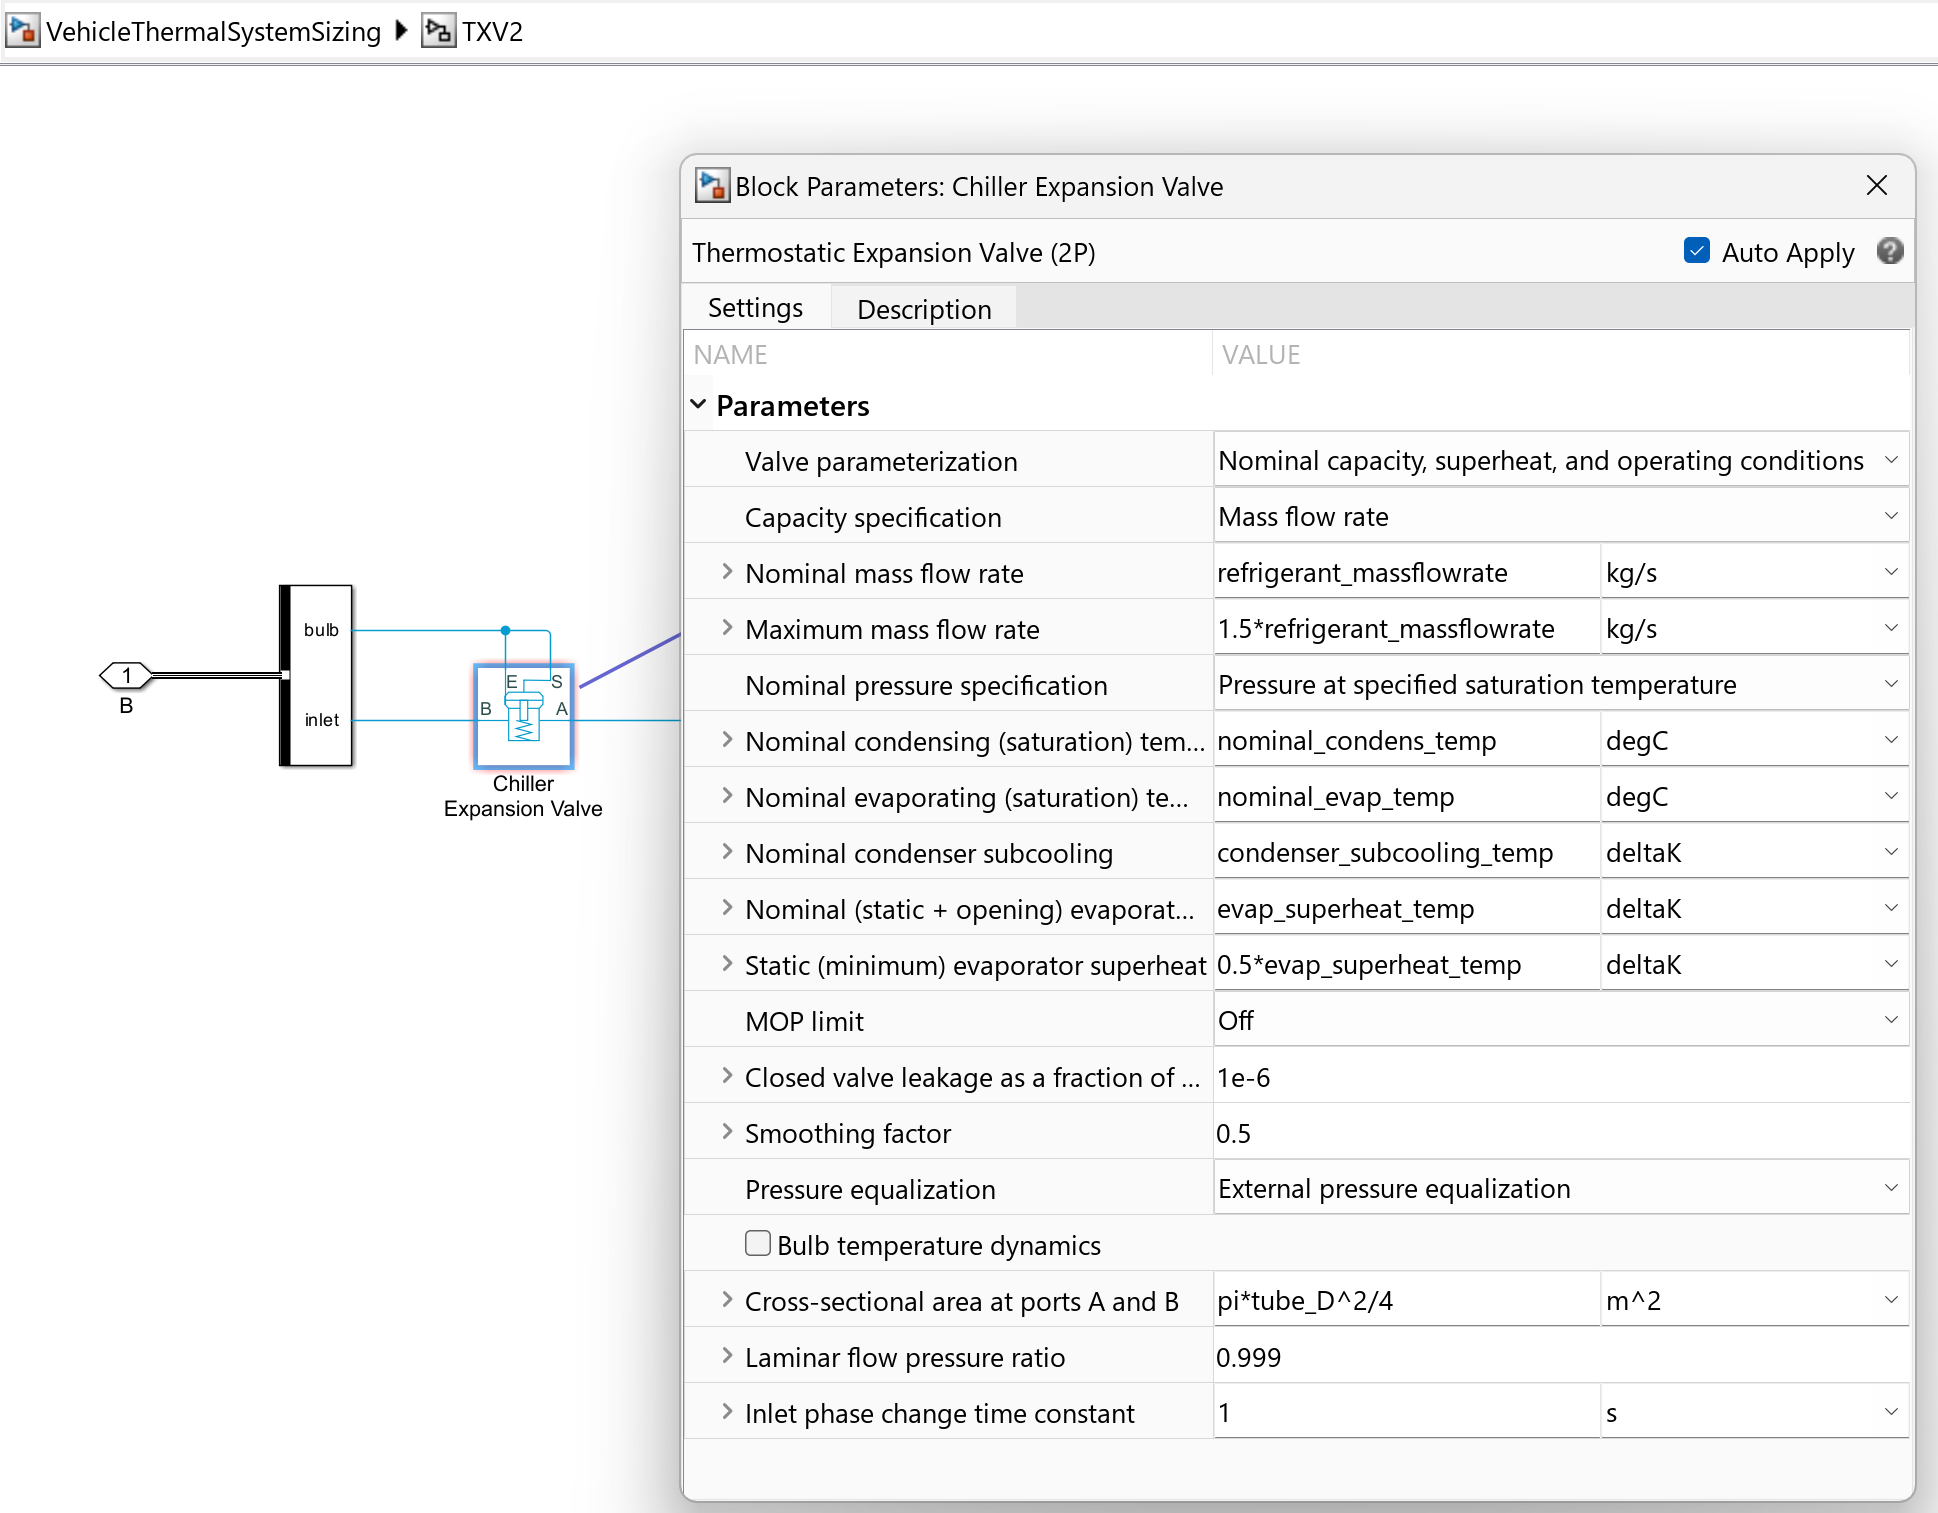 VehicleThermalSystemSizing TXV2
Block Parameters: Chiller Expansion Valve
Thermostatic Expansion Valve (2P) Auto Apply
Settings Description
NAME VALUE
Parameters
Valve parameterization Nominal capacity, superheat, and operating conditions
Capacity specification Mass flow rate
Nominal mass flow rate refrigerant_massflowrate kg/s
Maximum mass flow rate 1.5*refrigerant_massflowrate kg/s
Nominal pressure specification Pressure at specified saturation temperature
Nominal condensing (saturation) tem... nominal_condens_temp degC
Nominal evaporating (saturation) te... nominal_evap_temp degC
Nominal condenser subcooling condenser_subcooling_temp deltaK
Nominal (static + opening) evaporat... evap_superheat_temp deltaK
Static (minimum) evaporator superheat 0.5*evap_superheat_temp deltaK
MOP limit Off
Closed valve leakage as a fraction of ... 1e-6
Smoothing factor 0.5
Pressure equalization External pressure equalization
Bulb temperature dynamics
Cross-sectional area at ports A and B pi*tube_D^2/4 m^2
Laminar flow pressure ratio 0.999
Inlet phase change time constant 1 s
bulb
inlet
1
B
E S
B A
Chiller
Expansion Valve